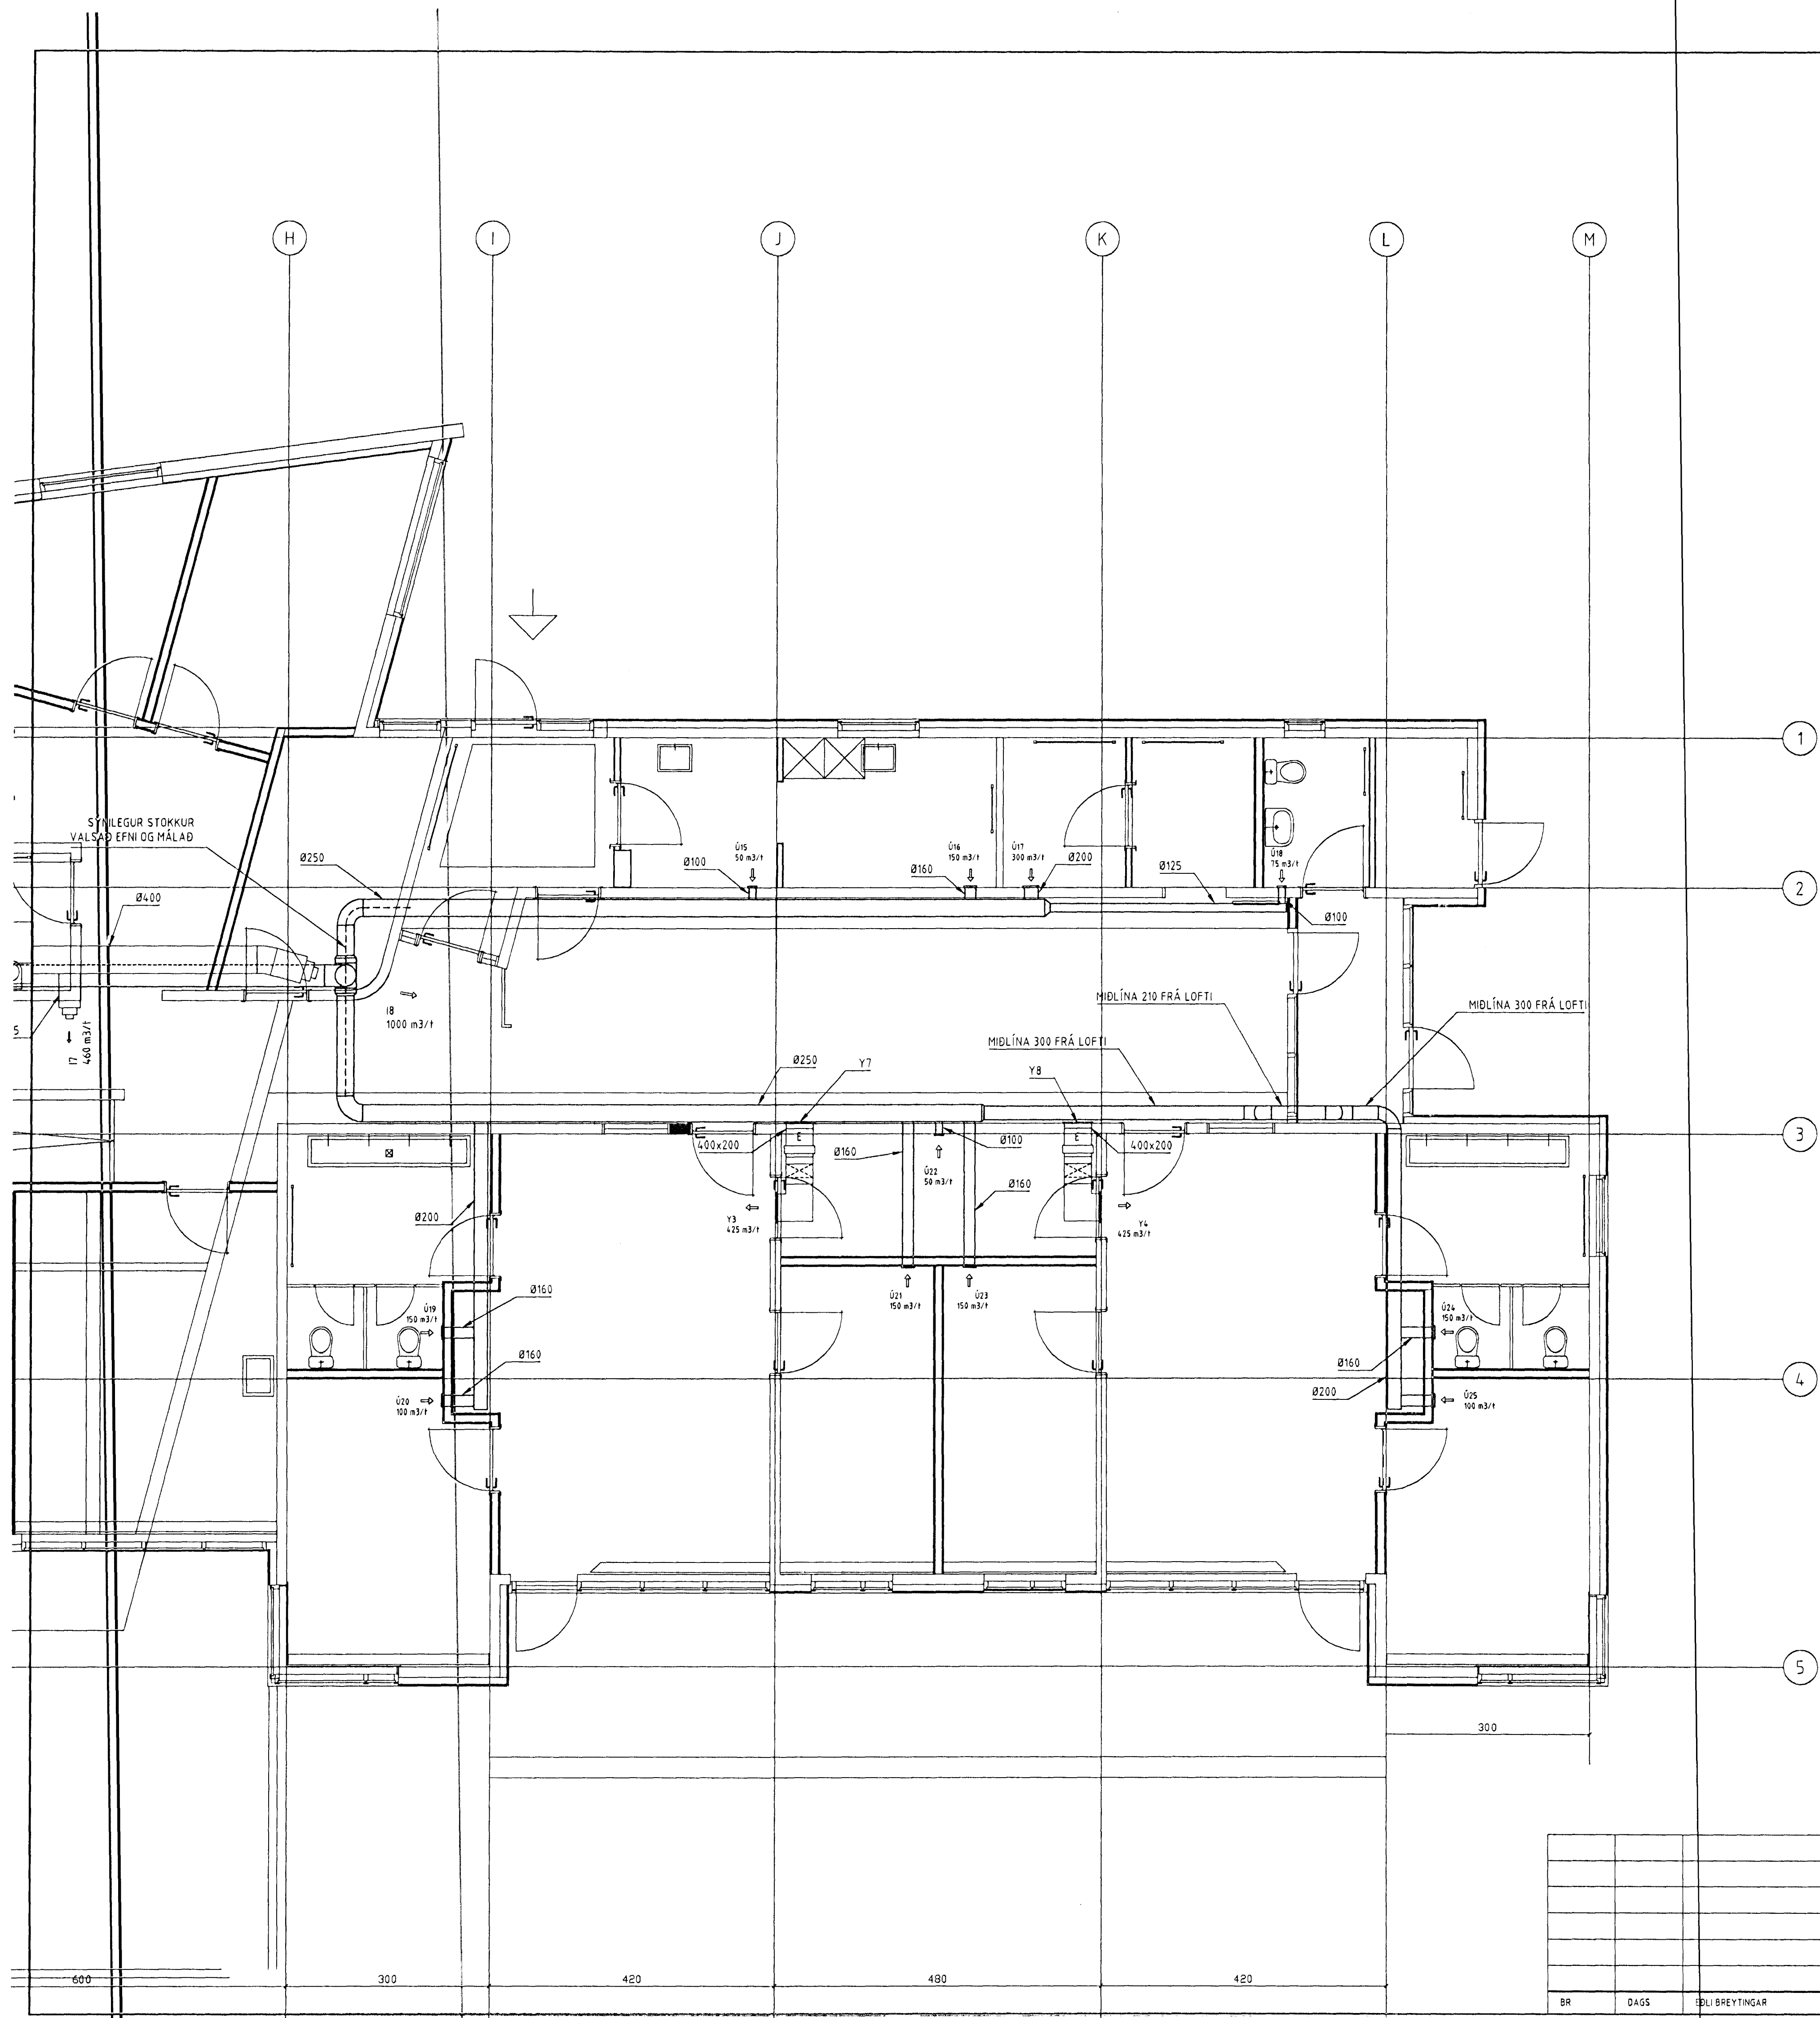 H
I
J
K
L
M
1
SÝNILEGUR STOKKUR
VALSAÐ EFNI OG MÁLAÐ
Ø250
Ø400
Ú15
50 m3/t
Ø100
Ú16
150 m3/t
Ø160
Ú17
300 m3/t
Ø200
Ø125
Ú18
75 m3/t
Ø100
2
I8
1000 m3/t
I7
460 m3/t
5
MIÐLÍNA 210 FRÁ LOFTI
MIÐLÍNA 300 FRÁ LOFTI
MIÐLÍNA 300 FRÁ LOFTI
Ø250
Y7
Y8
3
400x200
E
Ø160
Ø100
E
400x200
Ú22
50 m3/t
Ø160
Ø200
Y3
425 m3/t
Y4
425 m3/t
Ú21
150 m3/t
Ú23
150 m3/t
Ø160
Ú19
150 m3/t
Ú24
150 m3/t
Ø160
Ø160
Ø200
4
Ú20
100 m3/t
Ú25
100 m3/t
5
300
600
300
420
480
420
BR
DAGS
EÐLI BREYTINGAR